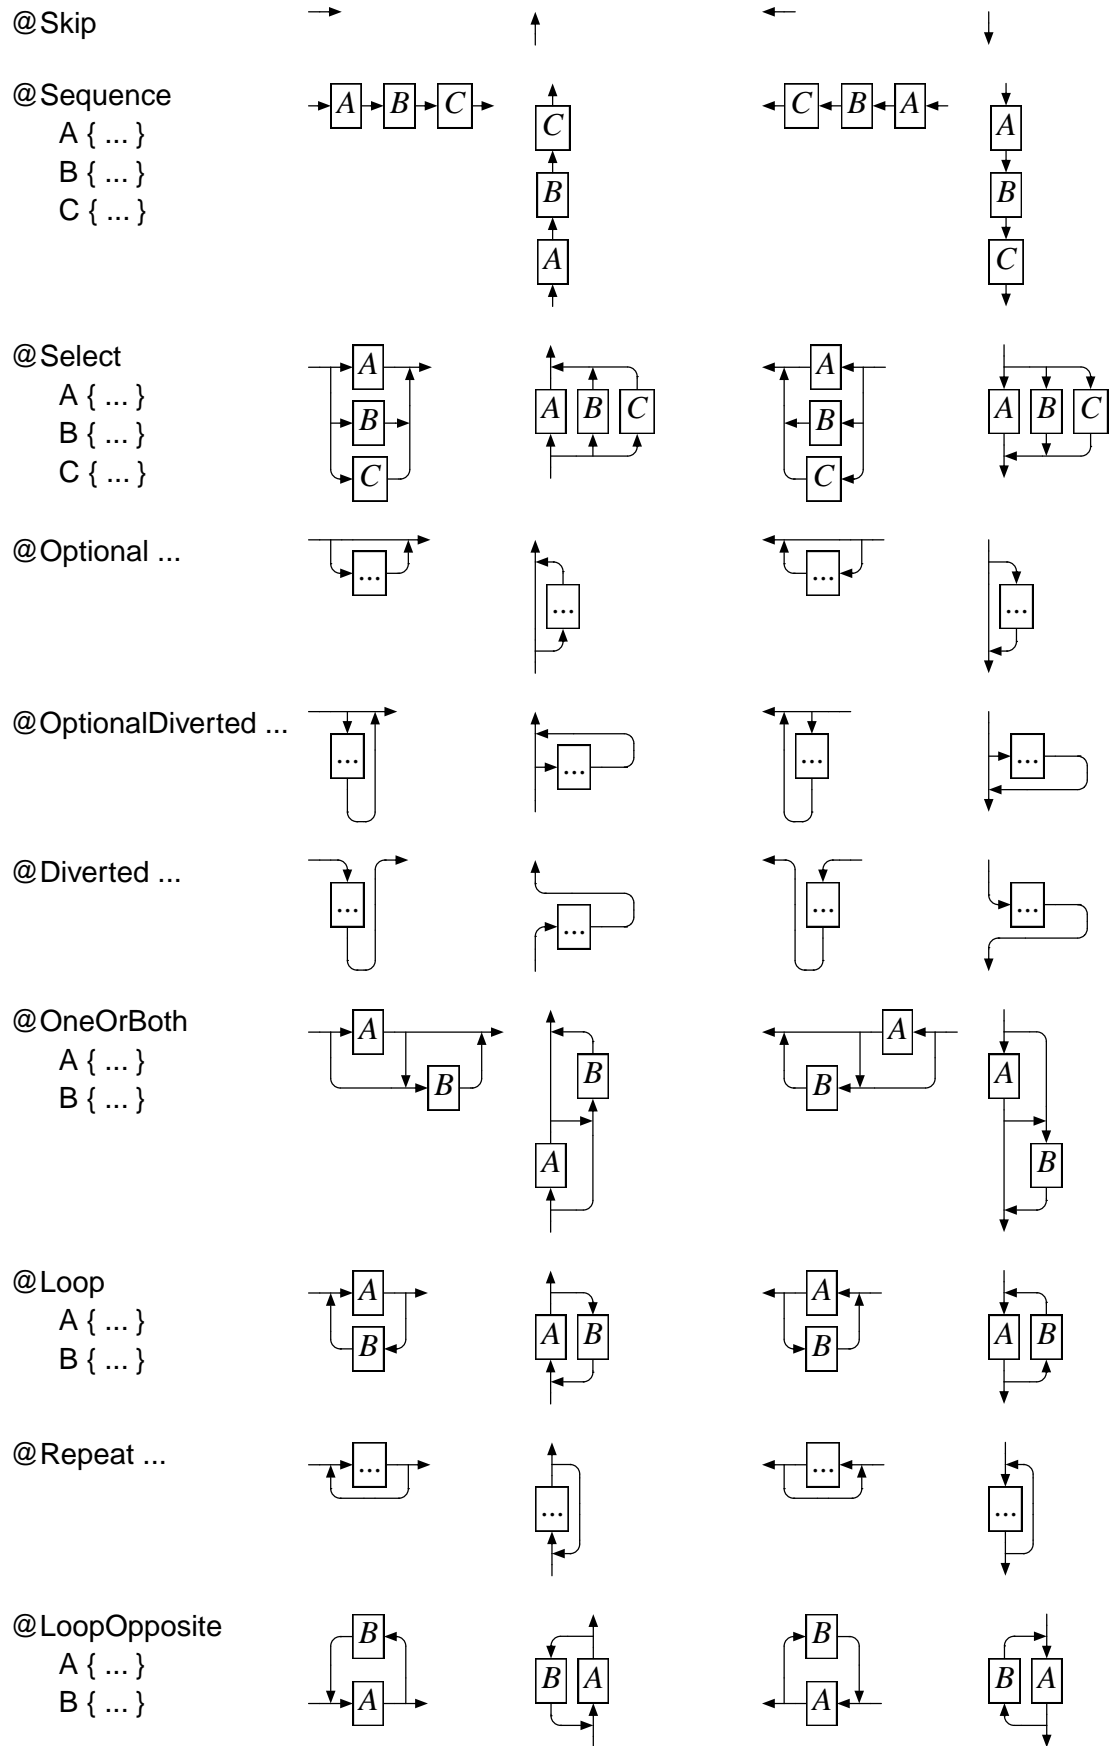 @Skip
@Sequence
A B C
C B A
A { ... }
B { ... }
C { ... }
C
B
A
A
B
C
@Select
A { ... }
B { ... }
C { ... }
A
B
C
A B C
A
B
C
A B C
@Optional ...
...
...
...
...
@OptionalDiverted ...
...
...
...
...
@Diverted ...
...
...
...
...
@OneOrBoth
A { ... }
B { ... }
A
B
B
A
A
B
A
B
@Loop
A { ... }
B { ... }
A
B
A B
A
B
A B
@Repeat ...
...
...
...
...
@LoopOpposite
A { ... }
B { ... }
B
A
B A
B
A
B A